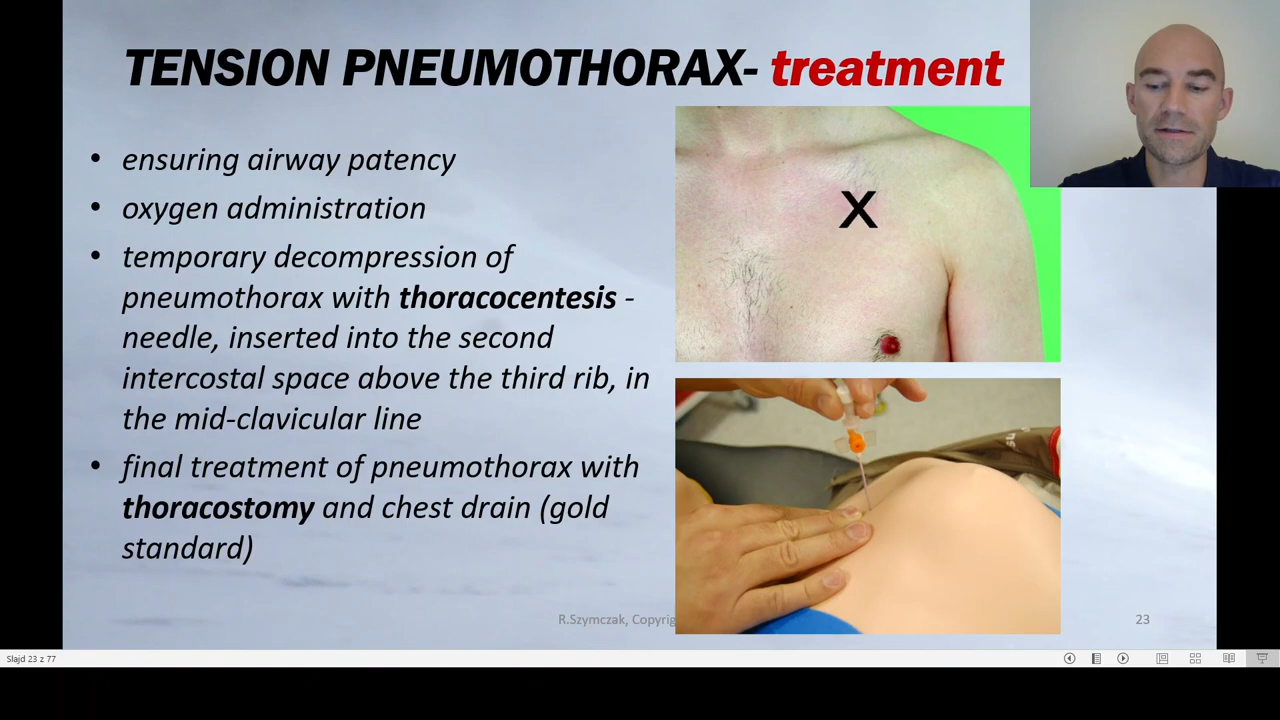 TENSION PNEUMOTHORAX- treatment
• ensuring airway patency
• oxygen administration
• temporary decompression of
pneumothorax with thoracocentesis -
needle, inserted into the second
intercostal space above the third rib, in
the mid-clavicular line
• final treatment of pneumothorax with
thoracostomy and chest drain (gold
standard)
X
R.Szymczak, Copyrig
23
Slajd 23 z 77